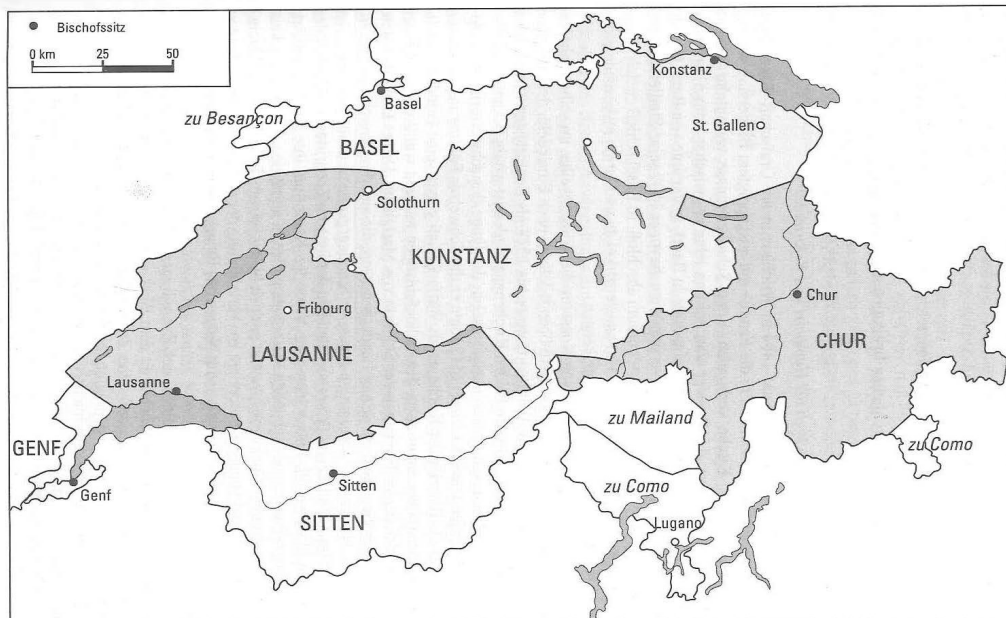 Bischofssitz
0 km 25 50
Konstanz
Basel
zu Besançon
St. Gallen
BASEL
Solothurn
KONSTANZ
Chur
Fribourg
LAUSANNE
CHUR
Lausanne
zu Mailand
GENF
zu Como
Sitten
zu Como
Genf
SITTEN
Lugano